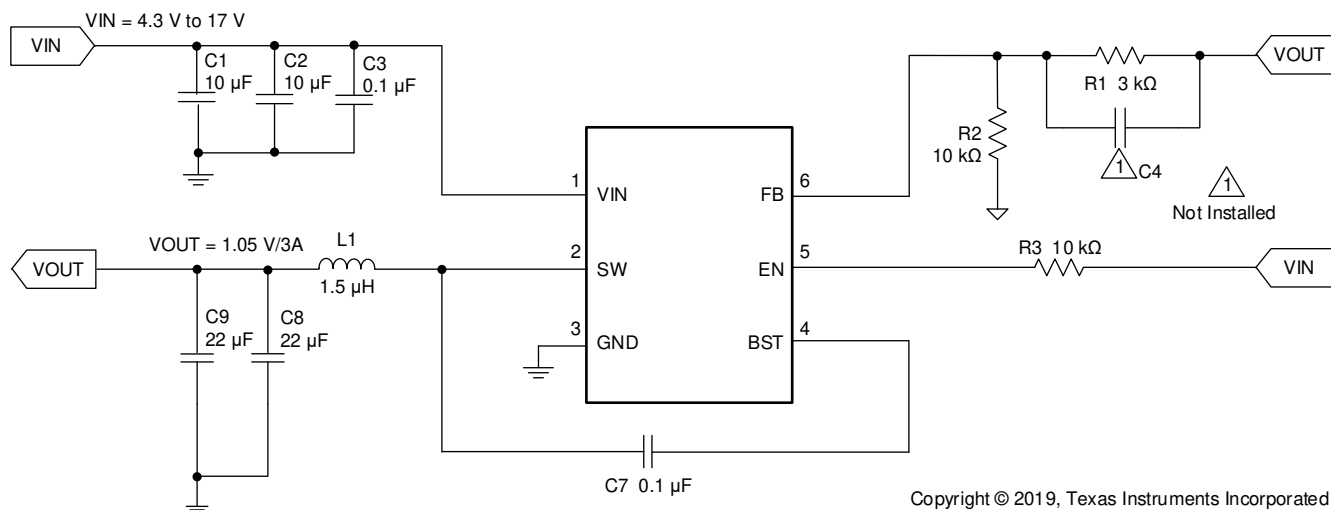 VIN = 4.3 V to 17 V
VIN
C1
10 µF
C2
10 µF
C3
0.1 µF
VOUT
R1 3 kΩ
R2
10 kΩ
1
C4
1
Not Installed
1
VIN
6
FB
VOUT = 1.05 V/3A
L1
VOUT
1.5 µH
2
SW
5
EN
R3 10 kΩ
VIN
C9
22 µF
C8
22 µF
3
GND
4
BST
C7 0.1 µF
Copyright © 2019, Texas Instruments Incorporated